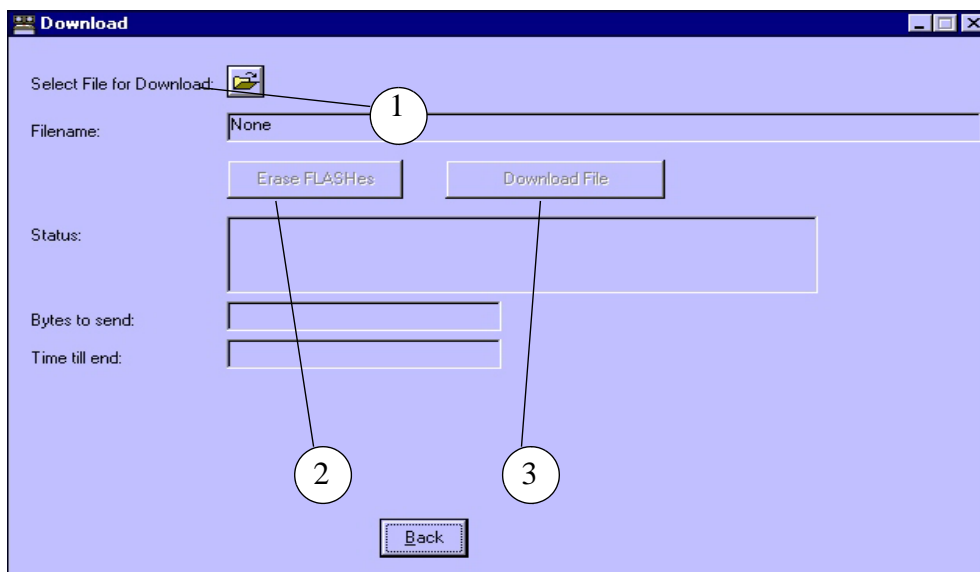 Download
Select File for Download:
1
Filename:
None
Erase FLASHes
Download File
Status:
Bytes to send:
Time till end:
2
3
Back